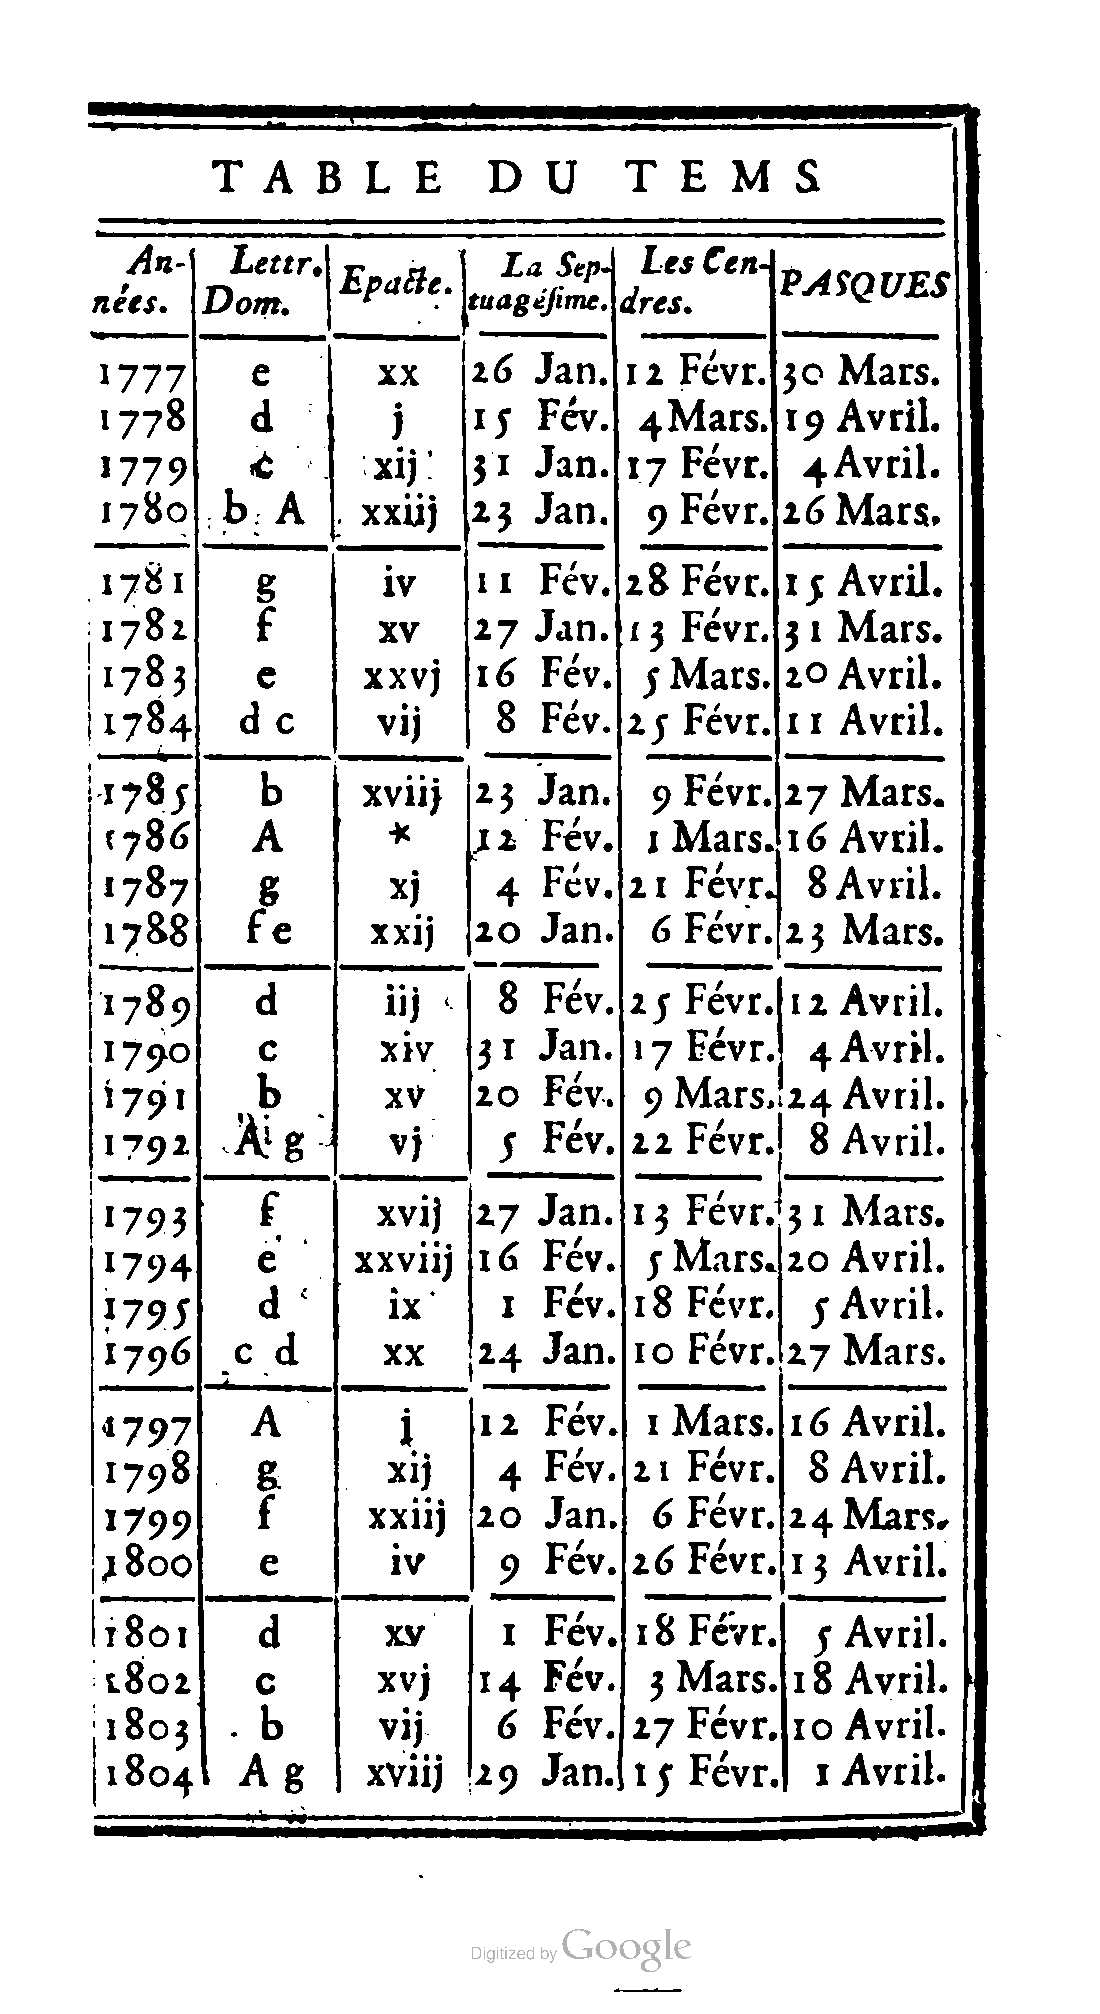 TABLE DU TEMS
An- Lettr. Epacte. La Sep- Les Cen- PASQUES
nées. Dom. tuagésime. dres.
1777 e xx 26 Jan. 12 Févr. 30 Mars.
1778 d j 15 Fév. 4 Mars. 19 Avril.
1779 c xij 31 Jan. 17 Févr. 4 Avril.
1780 b A xxiij 23 Jan. 9 Févr. 26 Mars.
1781 g iv 11 Fév. 28 Févr. 15 Avril.
1782 f xv 27 Jan. 13 Févr. 31 Mars.
1783 e xxvj 16 Fév. 5 Mars. 20 Avril.
1784 d c vij 8 Fév. 25 Févr. 11 Avril.
1785 b xviij 23 Jan. 9 Févr. 27 Mars.
1786 A * 12 Fév. 1 Mars. 16 Avril.
1787 g xj 4 Fév. 21 Févr. 8 Avril.
1788 f e xxij 20 Jan. 6 Févr. 23 Mars.
1789 d iij 8 Fév. 25 Févr. 12 Avril.
1790 c xiv 31 Jan. 17 Févr. 4 Avril.
1791 b xv 20 Fév. 9 Mars. 24 Avril.
1792 A g vj 5 Fév. 22 Févr. 8 Avril.
1793 f xvij 27 Jan. 13 Févr. 31 Mars.
1794 e xxviij 16 Fév. 5 Mars. 20 Avril.
1795 d ix 1 Fév. 18 Févr. 5 Avril.
1796 c d xx 24 Jan. 10 Févr. 27 Mars.
1797 A j 12 Fév. 1 Mars. 16 Avril.
1798 g xij 4 Fév. 21 Févr. 8 Avril.
1799 f xxiij 20 Jan. 6 Févr. 24 Mars.
1800 e iv 9 Fév. 26 Févr. 13 Avril.
1801 d xv 1 Fév. 18 Févr. 5 Avril.
1802 c xvj 14 Fév. 3 Mars. 18 Avril.
1803 b vij 6 Fév. 27 Févr. 10 Avril.
1804 A g xviij 29 Jan. 15 Févr. 1 Avril.
Digitized by Google